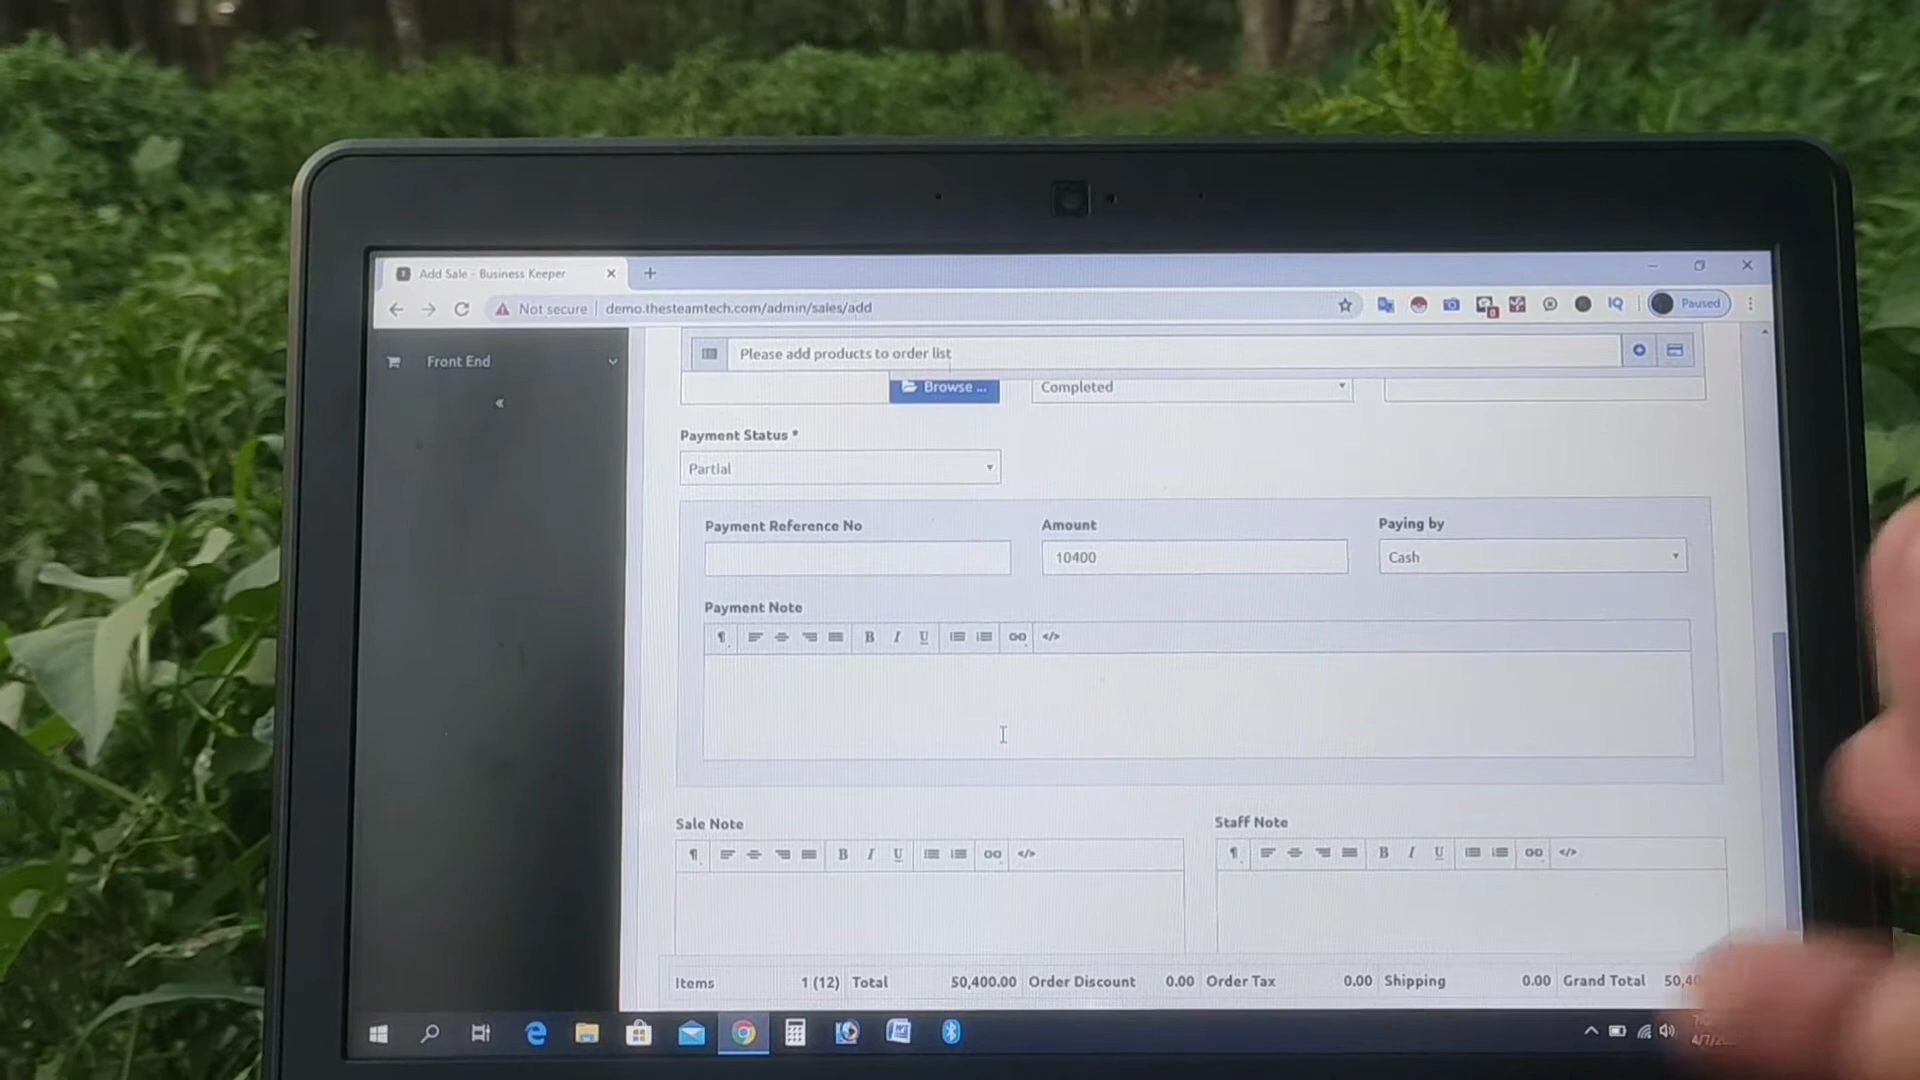 Add Sale - Business Keeper
Not secure demo.thesteamtech.com/admin/sales/add IQ Paused
Front End
Please add products to order list
Browse ... Completed
Payment Status *
Partial
Payment Reference No Amount Paying by
10400 Cash
Payment Note
B I U </>
Sale Note Staff Note
B I U </> B I U </>
Items 1 (12) Total 50,400.00 Order Discount 0.00 Order Tax 0.00 Shipping 0.00 Grand Total